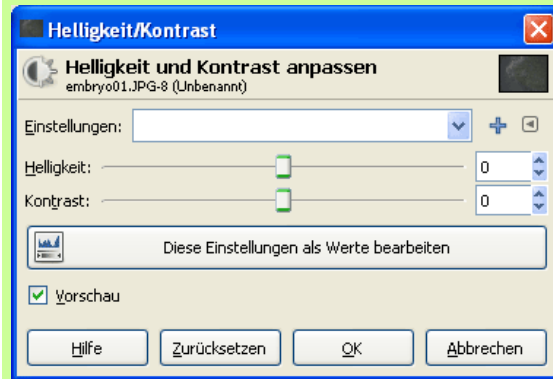 Helligkeit/Kontrast
Helligkeit und Kontrast anpassen
embryo01.JPG-8 (Unbenannt)
Einstellungen:
Helligkeit: 0
Kontrast: 0
Diese Einstellungen als Werte bearbeiten
Vorschau
Hilfe Zurücksetzen OK Abbrechen